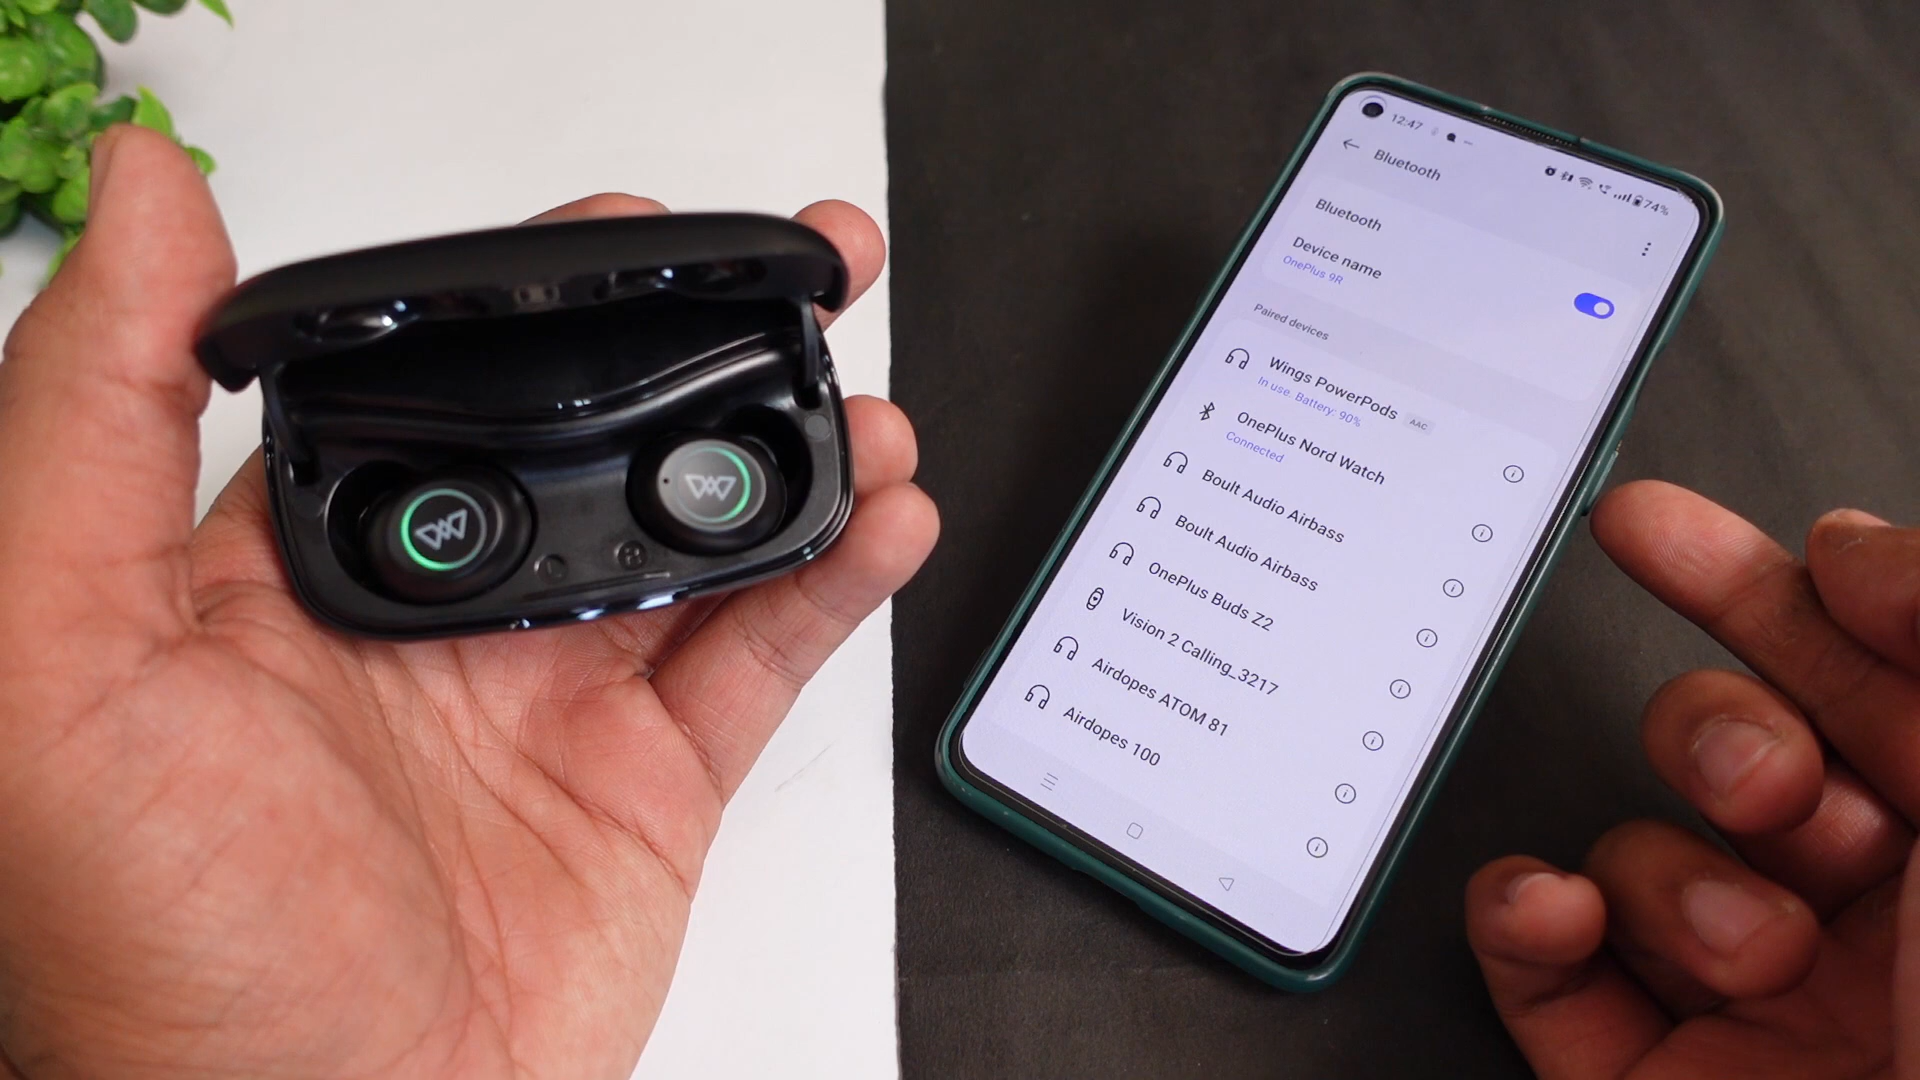 12:47
74%
Bluetooth
Bluetooth
Device name
OnePlus 9R
Paired devices
Wings PowerPods AAC
In use. Battery: 90%
OnePlus Nord Watch
Connected
Boult Audio Airbass
Boult Audio Airbass
OnePlus Buds Z2
Vision 2 Calling_3217
Airdopes ATOM 81
Airdopes 100
L
R